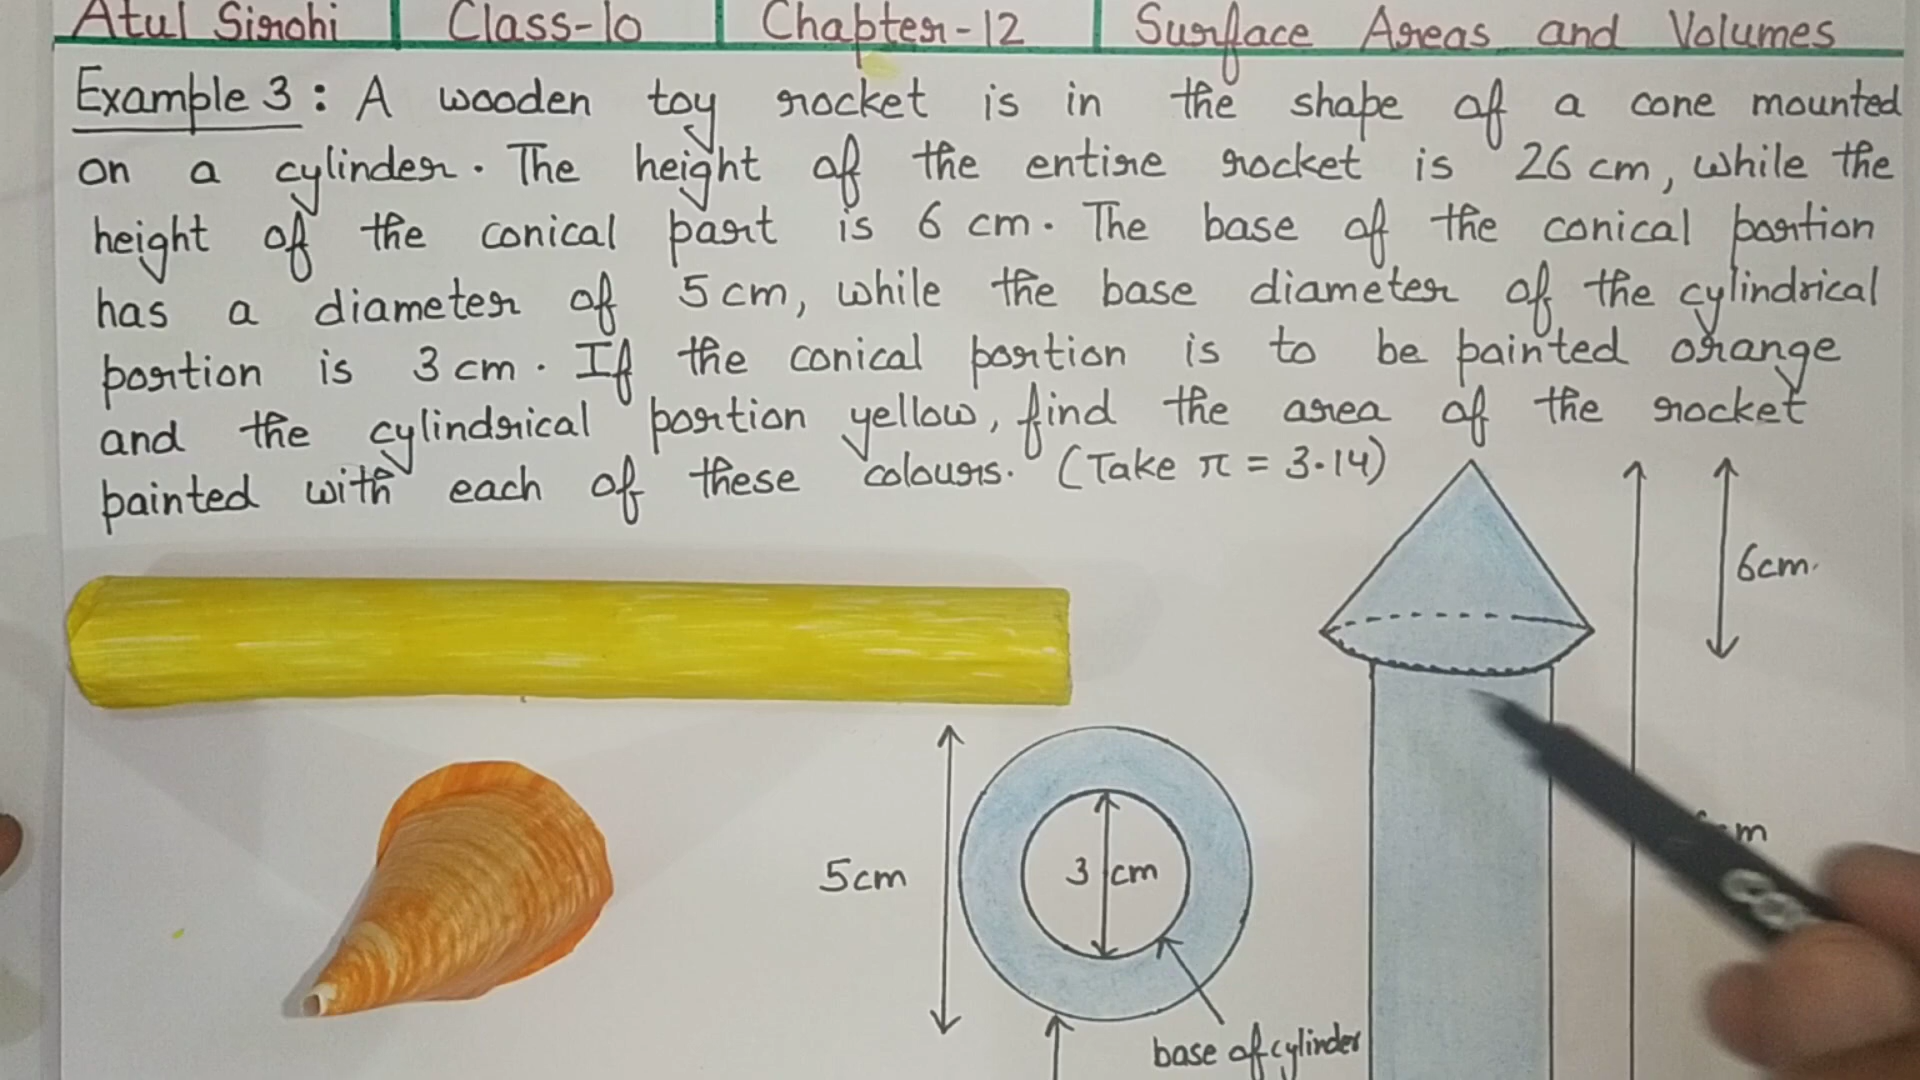 Atul Sirohi Class-10 Chapter-12 Surface Areas and Volumes
Example 3: A wooden toy rocket is in the shape of a cone mounted
on a cylinder. The height of the entire rocket is 26 cm, while the
height of the conical part is 6 cm. The base of the conical portion
has a diameter of 5cm, while the base diameter of the cylindrical
portion is 3cm. If the conical portion is to be painted orange
and the cylindrical portion yellow, find the area of the rocket
painted with each of these colours. (Take π = 3.14)
6cm.
5cm
3 cm
base of cylinder